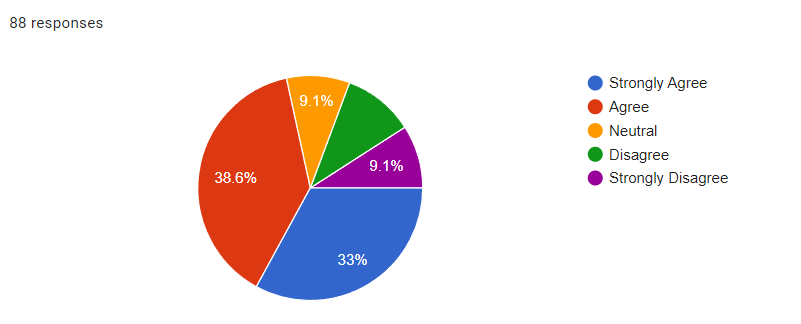 88 responses
Strongly Agree
Agree
Neutral
Disagree
Strongly Disagree
9.1%
9.1%
38.6%
33%